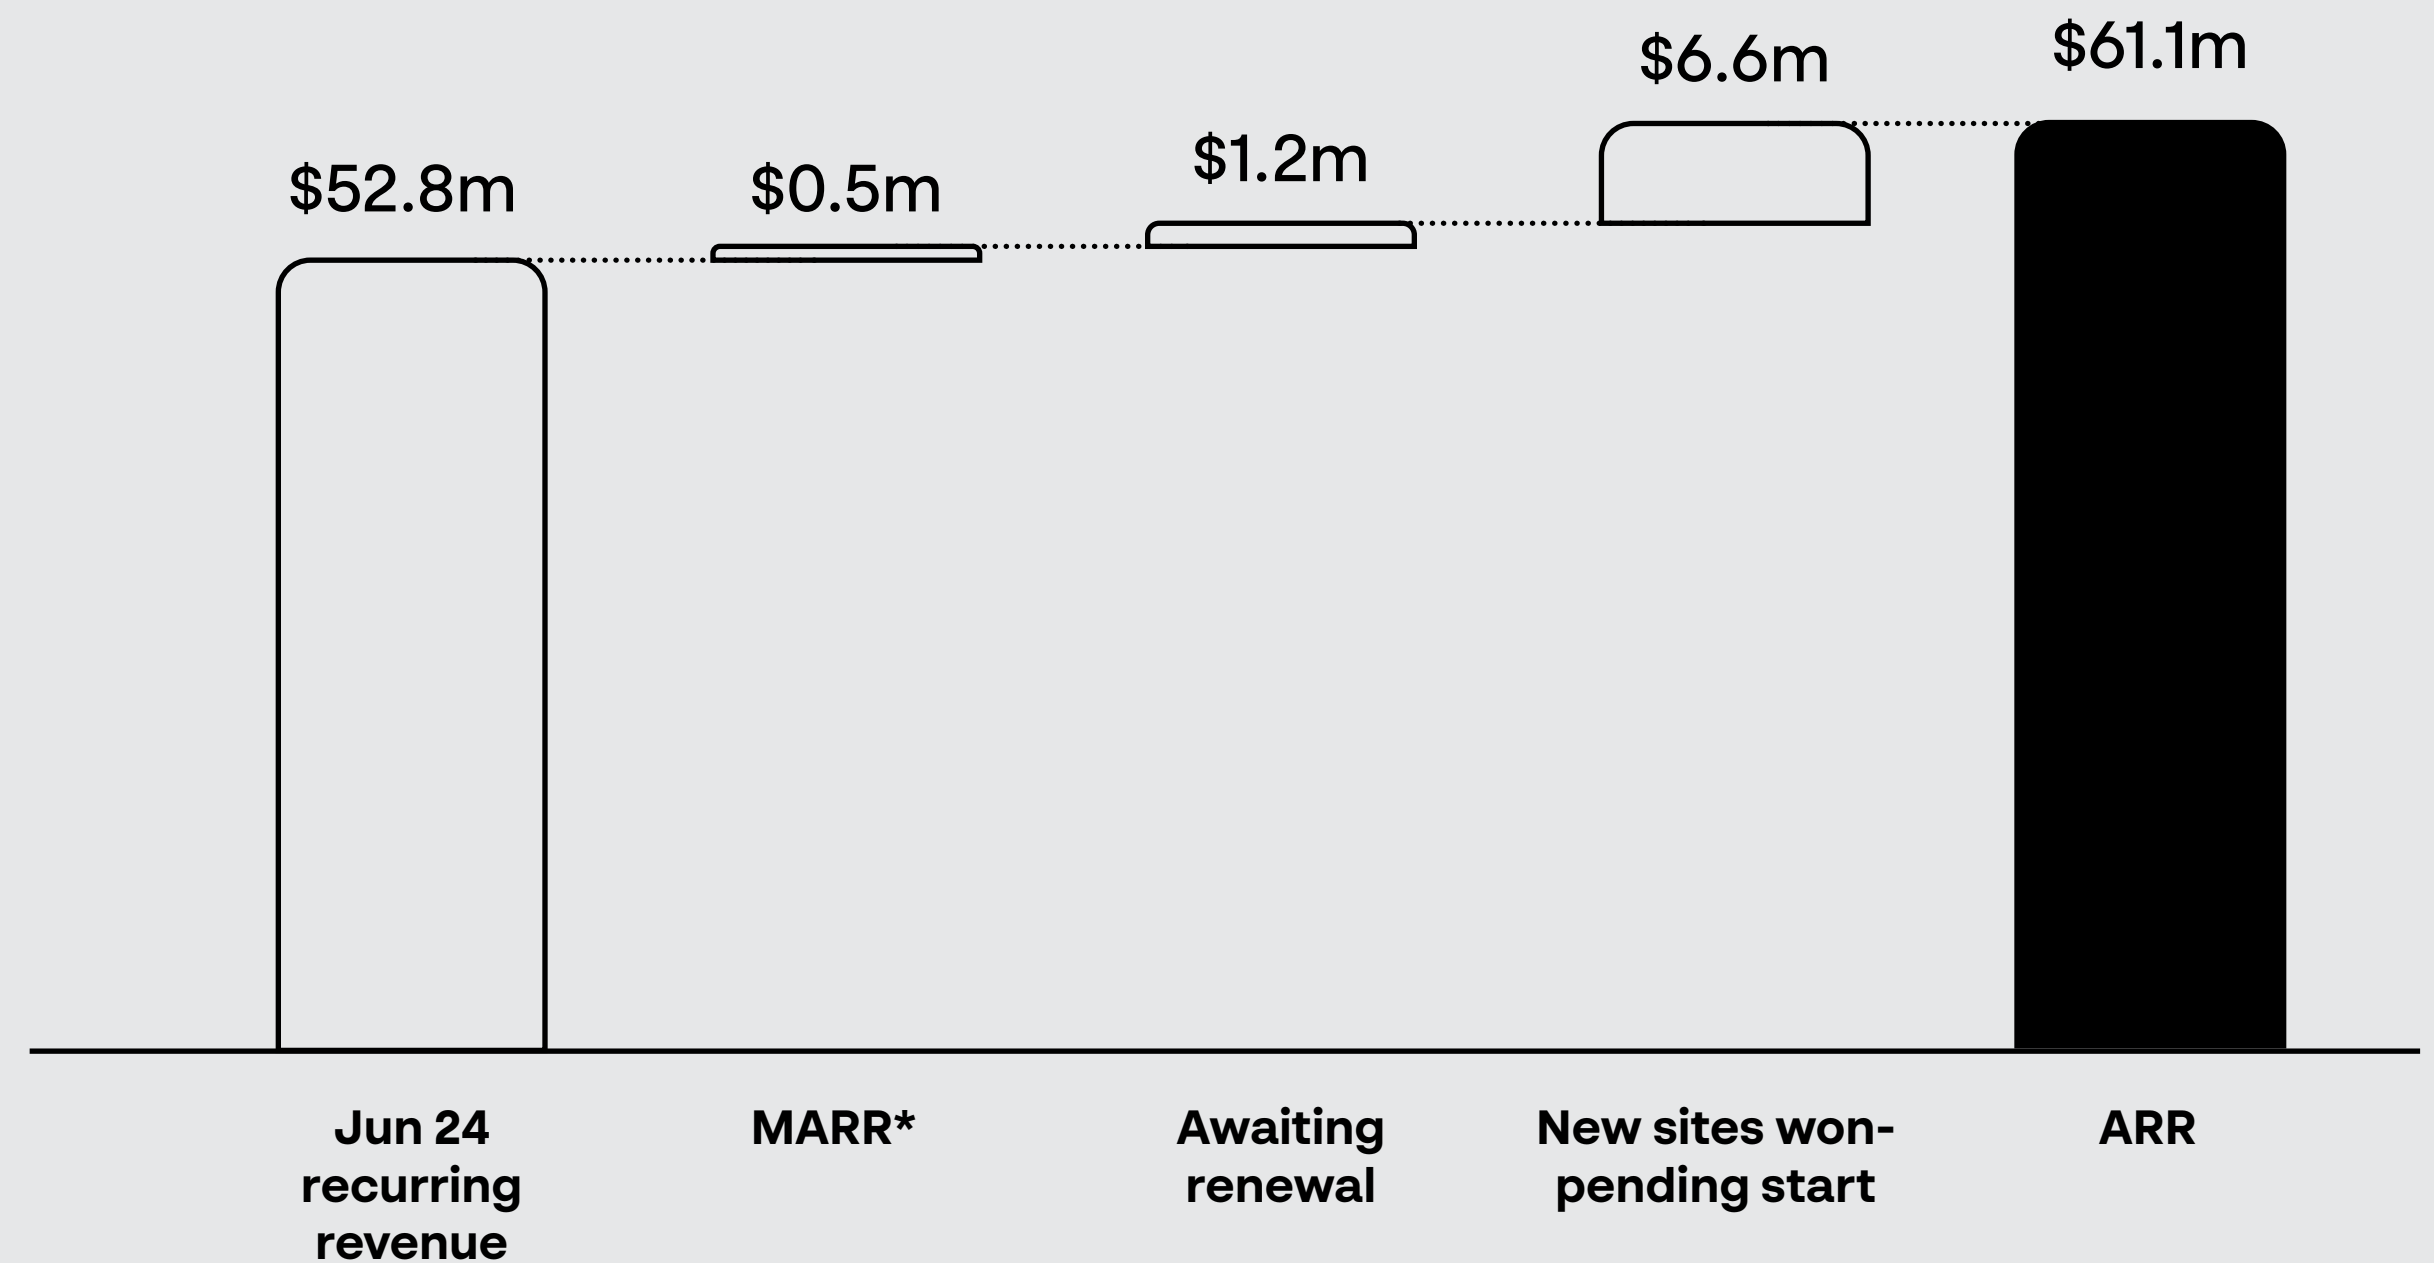 $52.8m
$0.5m
$1.2m
$6.6m
$61.1m
Jun 24
recurring
revenue
MARR*
Awaiting
renewal
New sites won-
pending start
ARR